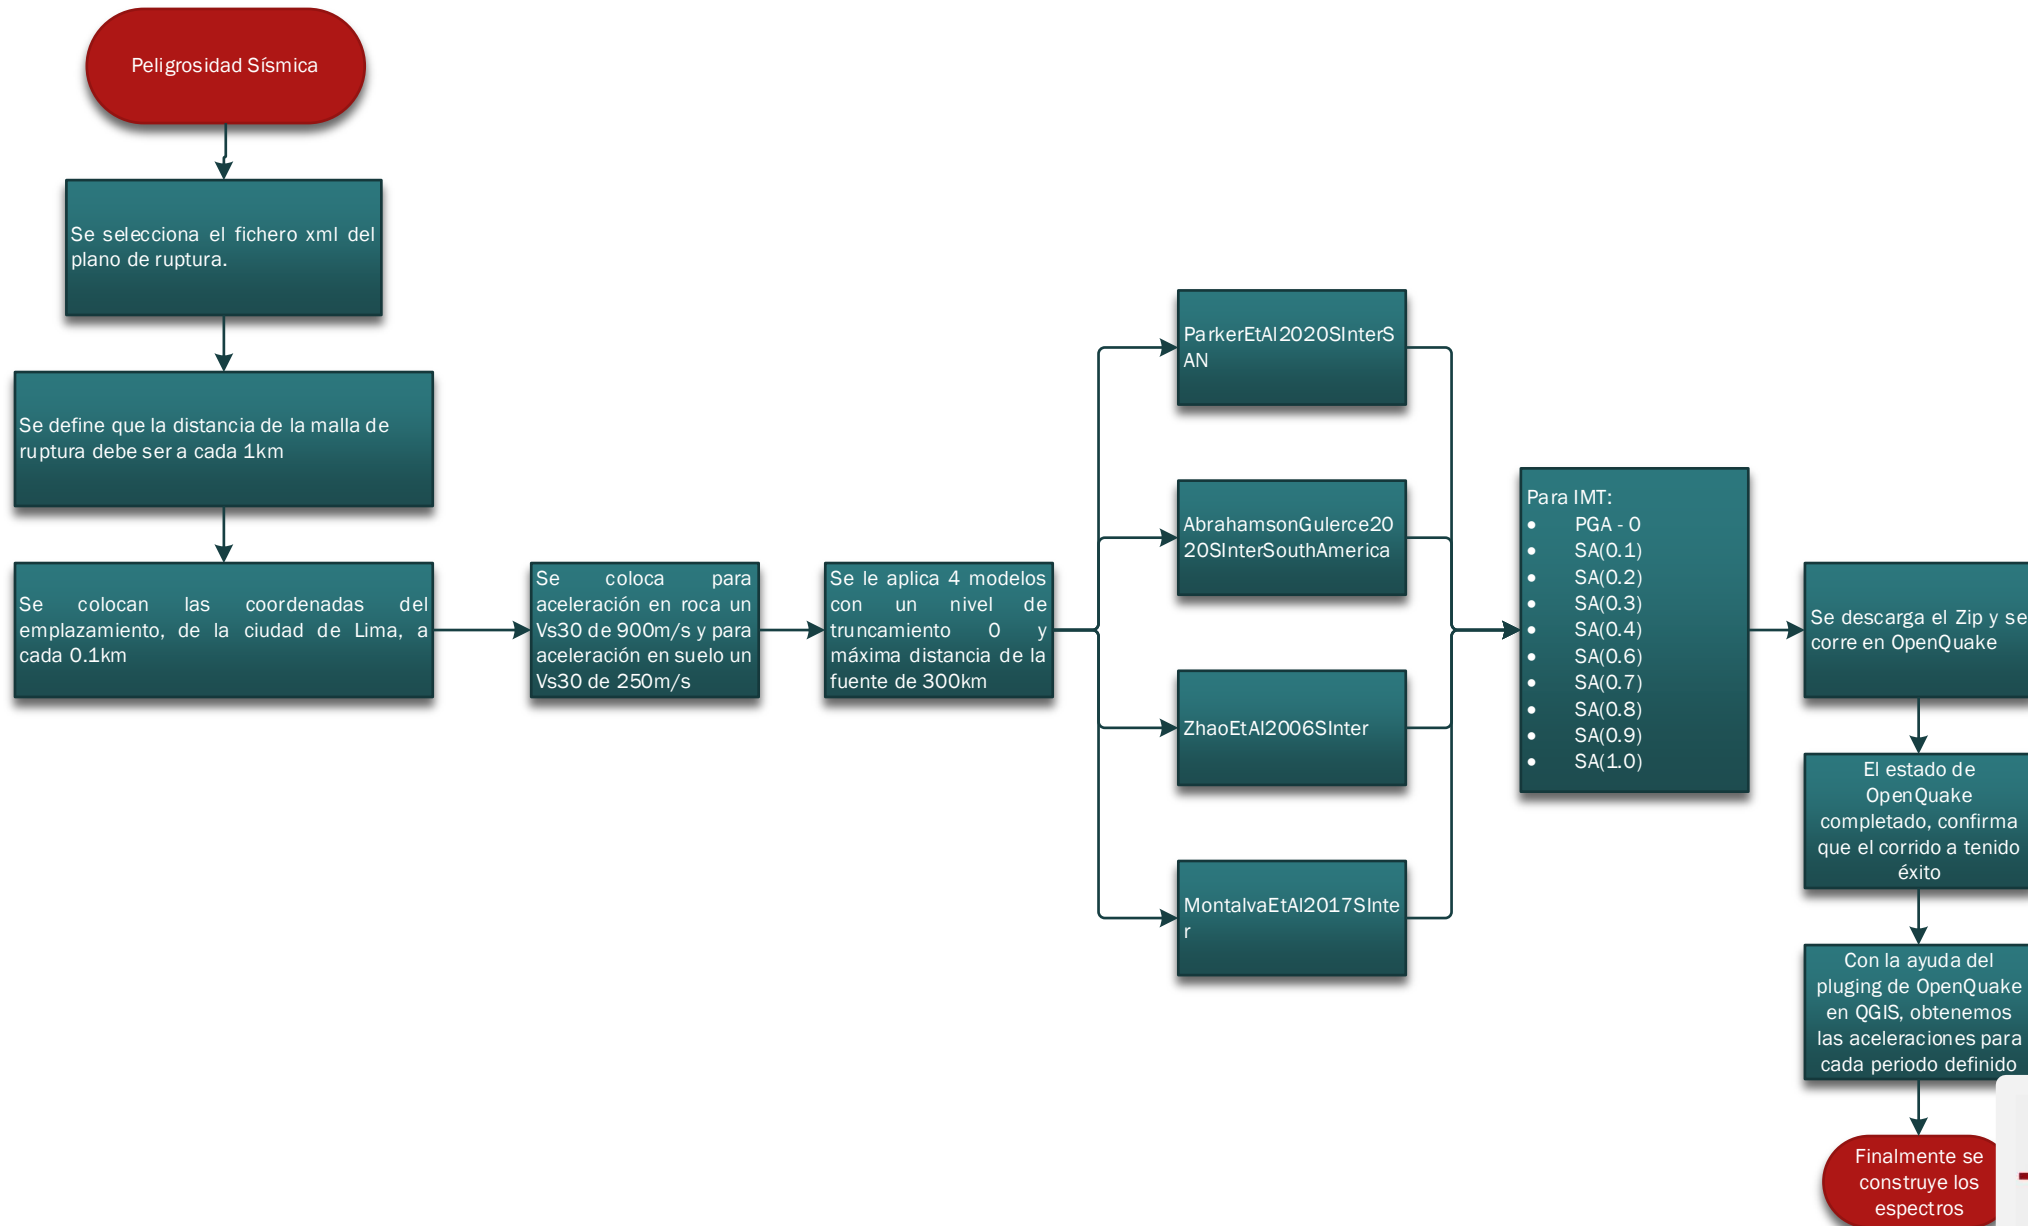 Peligrosidad Sísmica
Se selecciona el fichero xml del
plano de ruptura.
Se define que la distancia de la malla de
ruptura debe ser a cada 1km
Se colocan las coordenadas del
emplazamiento, de la ciudad de Lima, a
cada 0.1km
Se coloca para
aceleración en roca un
Vs30 de 900m/s y para
aceleración en suelo un
Vs30 de 250m/s
Se le aplica 4 modelos
con un nivel de
truncamiento 0 y
máxima distancia de la
fuente de 300km
ParkerEtAl2020SInterS
AN
AbrahamsonGulerce20
20SInterSouthAmerica
ZhaoEtAl2006SInter
MontalvaEtAl2017SInte
r
Para IMT:
• PGA - 0
• SA(0.1)
• SA(0.2)
• SA(0.3)
• SA(0.4)
• SA(0.6)
• SA(0.7)
• SA(0.8)
• SA(0.9)
• SA(1.0)
Se descarga el Zip y se
corre en OpenQuake
El estado de
OpenQuake
completado, confirma
que el corrido a tenido
éxito
Con la ayuda del
pluging de OpenQuake
en QGIS, obtenemos
las aceleraciones para
cada periodo definido
Finalmente se
construye los
espectros